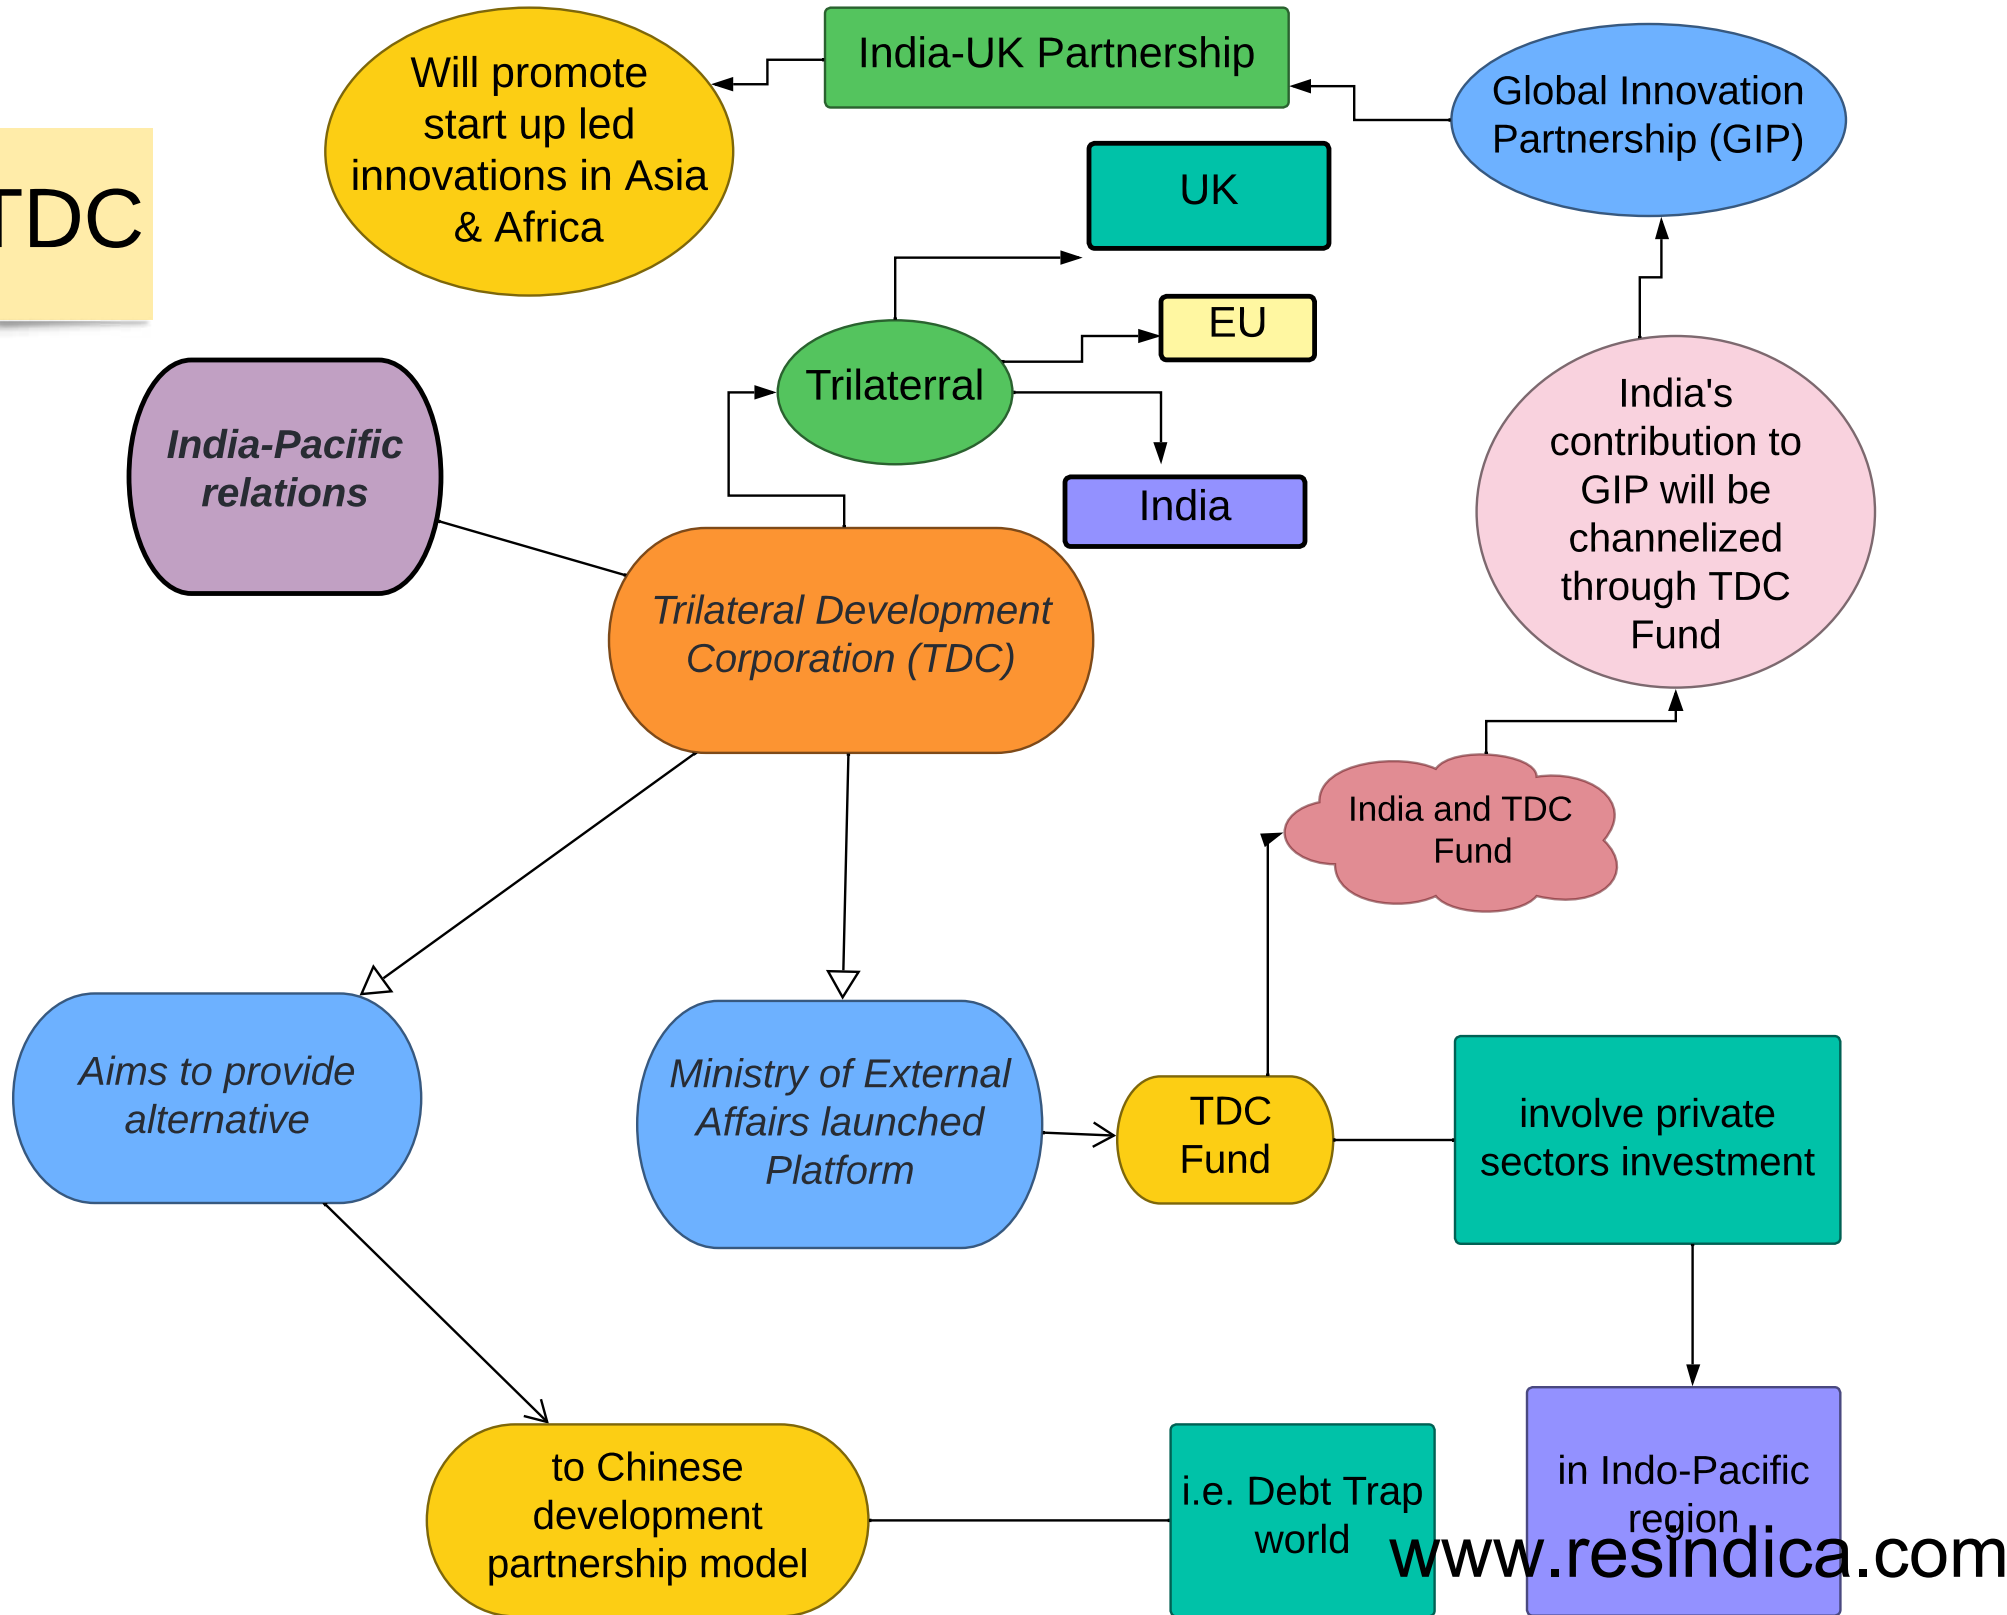 India-UK Partnership
Will promote
start up led
innovations in Asia
& Africa
Global Innovation
Partnership (GIP)
TDC
UK
EU
Trilaterral
India
India-Pacific
relations
India's
contribution to
GIP will be
channelized
through TDC
Fund
Trilateral Development
Corporation (TDC)
India and TDC
Fund
Aims to provide
alternative
Ministry of External
Affairs launched
Platform
TDC
Fund
involve private
sectors investment
to Chinese
development
partnership model
i.e. Debt Trap
world
in Indo-Pacific
region
www.resindica.com